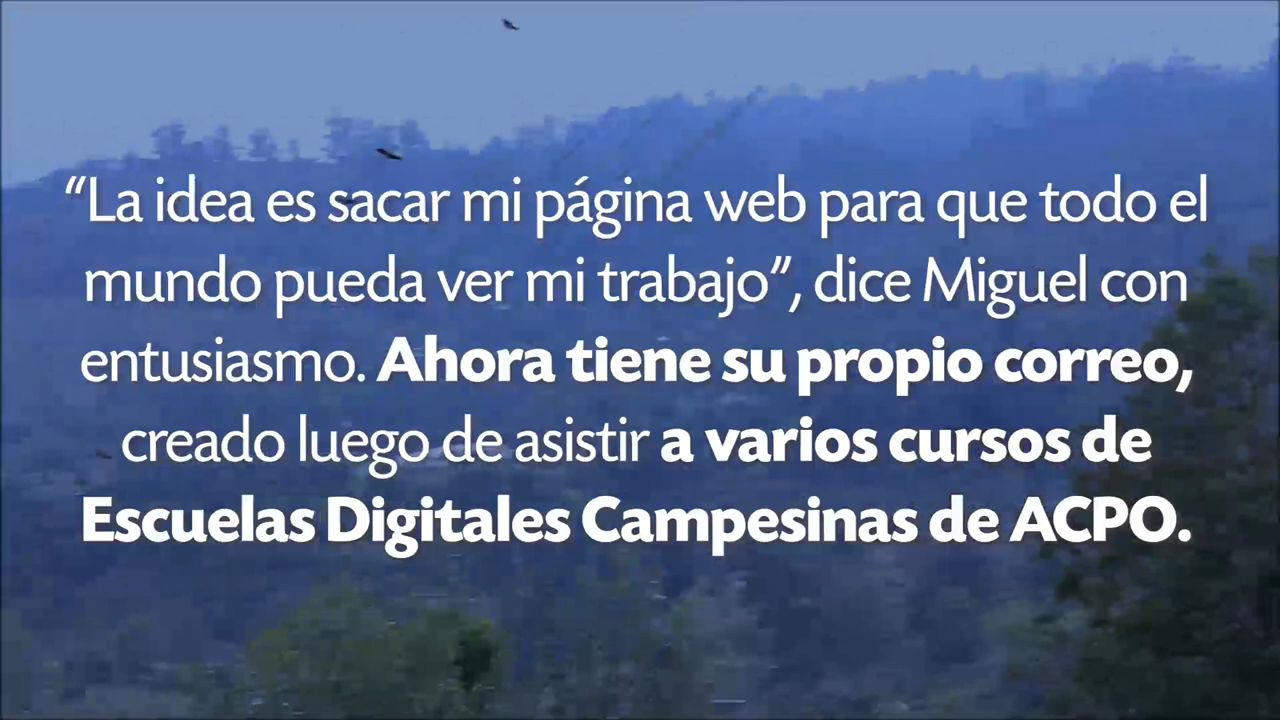 “La idea es sacar mi página web para que todo el
mundo pueda ver mi trabajo”, dice Miguel con
entusiasmo. Ahora tiene su propio correo,
creado luego de asistir a varios cursos de
Escuelas Digitales Campesinas de ACPO.